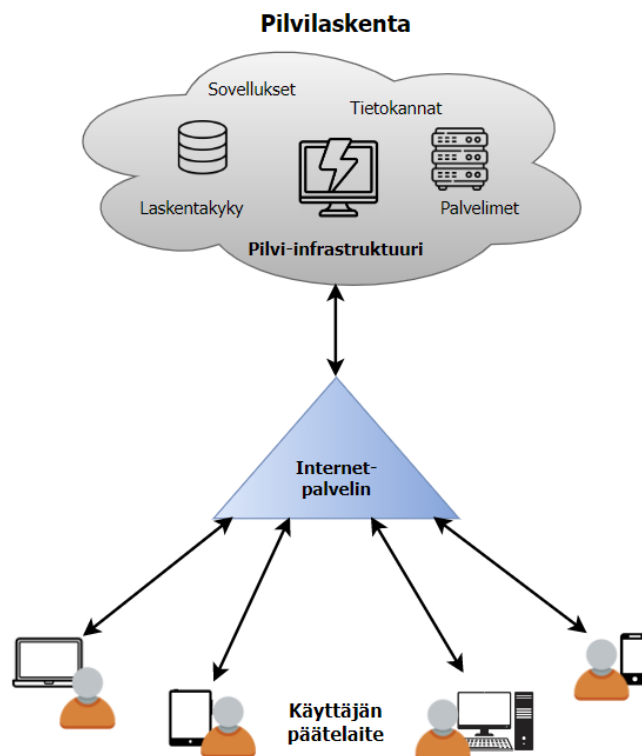 Pilvilaskenta
Sovellukset
Tietokannat
Laskentakyky
Palvelimet
Pilvi-infrastruktuuri
Internet-
palvelin
Käyttäjän
päätelaite